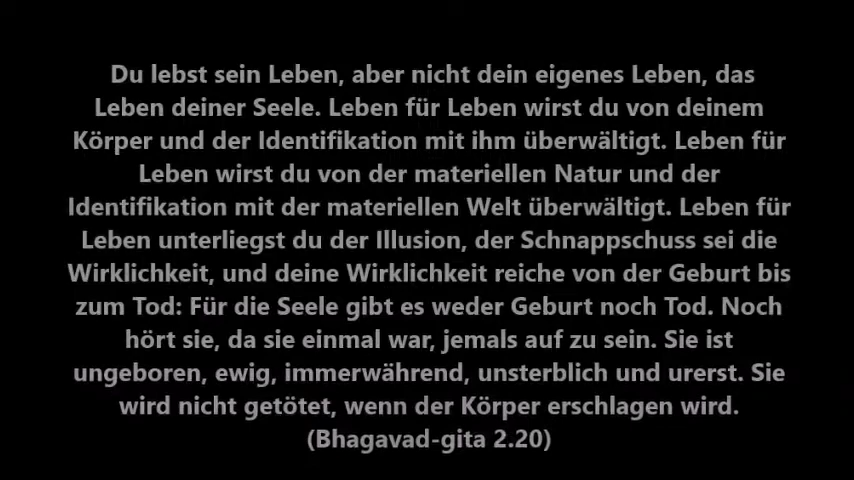 Du lebst sein Leben, aber nicht dein eigenes Leben, das
Leben deiner Seele. Leben für Leben wirst du von deinem
Körper und der Identifikation mit ihm überwältigt. Leben für
Leben wirst du von der materiellen Natur und der
Identifikation mit der materiellen Welt überwältigt. Leben für
Leben unterliegst du der Illusion, der Schnappschuss sei die
Wirklichkeit, und deine Wirklichkeit reiche von der Geburt bis
zum Tod: Für die Seele gibt es weder Geburt noch Tod. Noch
hört sie, da sie einmal war, jemals auf zu sein. Sie ist
ungeboren, ewig, immerwährend, unsterblich und urerst. Sie
wird nicht getötet, wenn der Körper erschlagen wird.
(Bhagavad-gita 2.20)